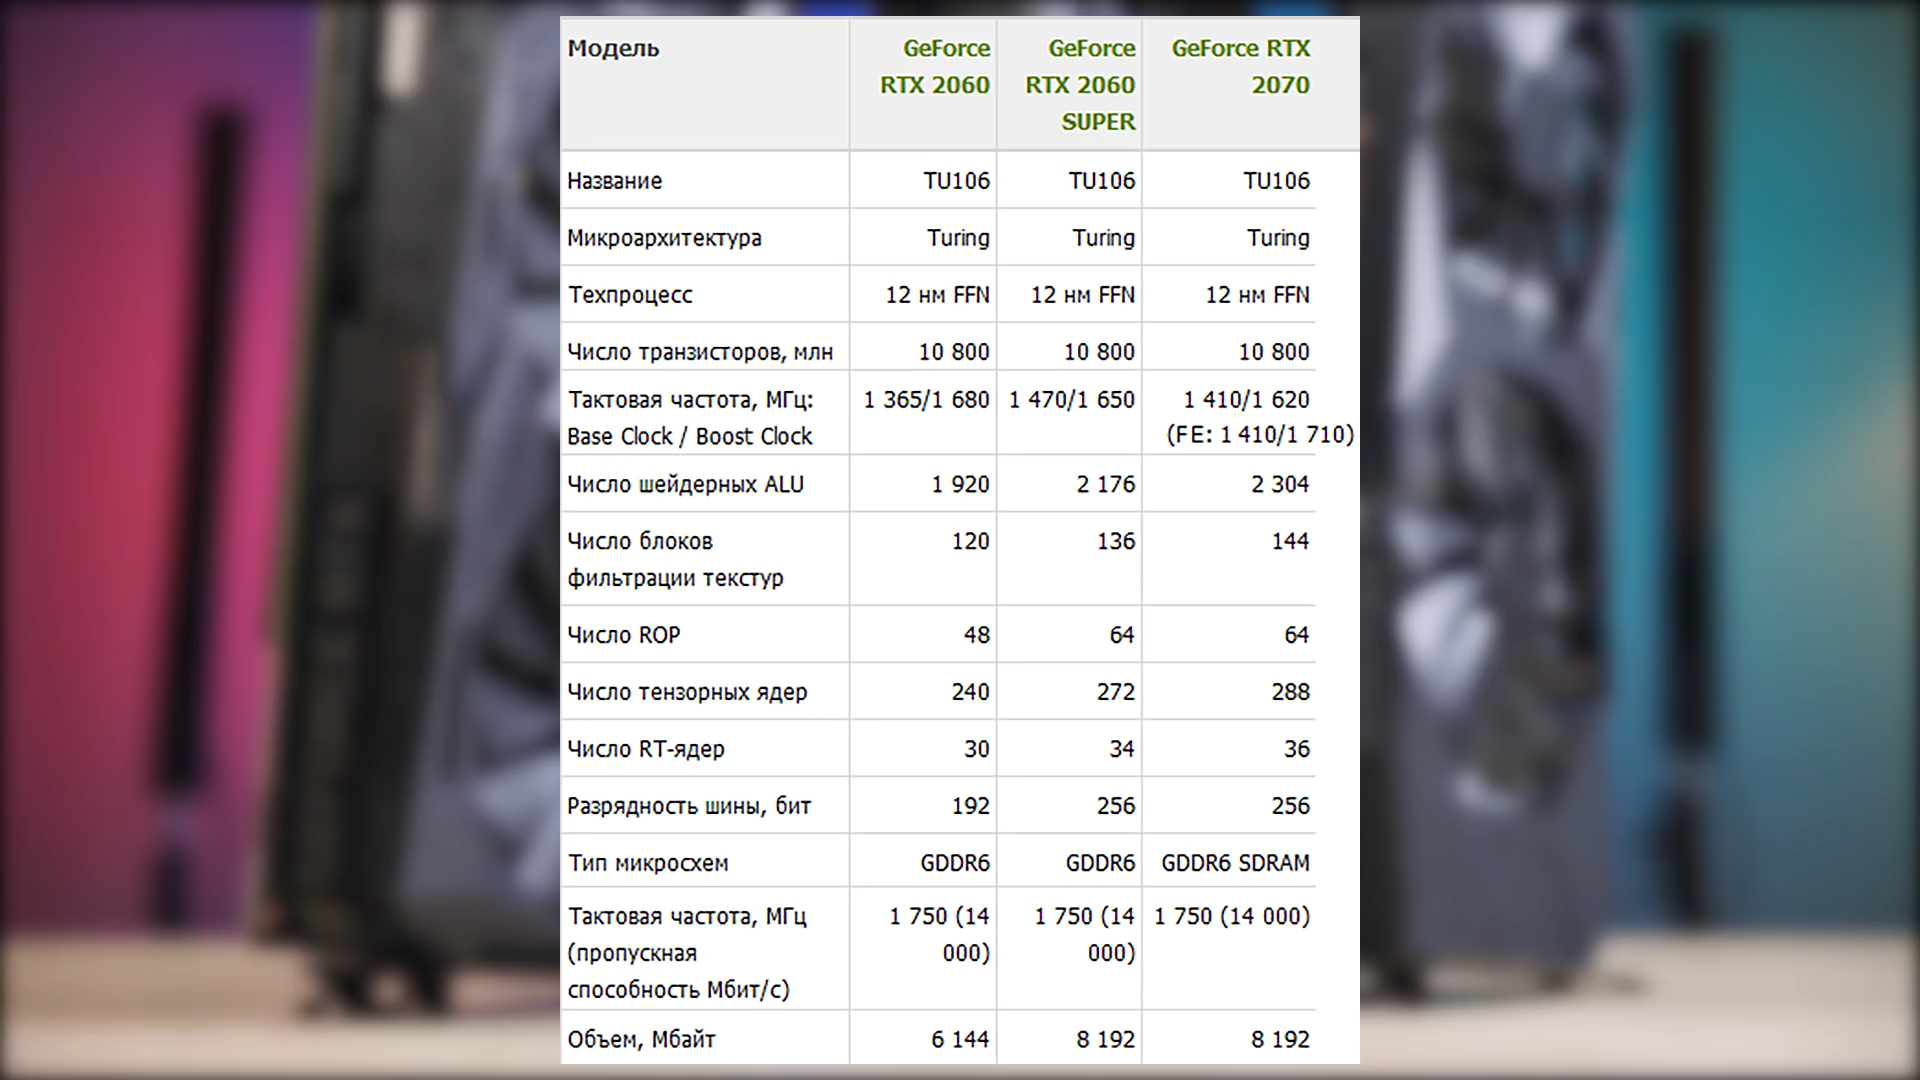 Модель GeForce RTX 2060 GeForce RTX 2060 SUPER GeForce RTX 2070
Название TU106 TU106 TU106
Микроархитектура Turing Turing Turing
Техпроцесс 12 нм FFN 12 нм FFN 12 нм FFN
Число транзисторов, млн 10 800 10 800 10 800
Тактовая частота, МГц: 1 365/1 680 1 470/1 650 1 410/1 620
Base Clock / Boost Clock (FE: 1 410/1 710)
Число шейдерных ALU 1 920 2 176 2 304
Число блоков 120 136 144
фильтрации текстур
Число ROP 48 64 64
Число тензорных ядер 240 272 288
Число RT-ядер 30 34 36
Разрядность шины, бит 192 256 256
Тип микросхем GDDR6 GDDR6 GDDR6 SDRAM
Тактовая частота, МГц 1 750 (14 1 750 (14 1 750 (14 000)
(пропускная 000) 000)
способность Мбит/с)
Объем, Мбайт 6 144 8 192 8 192